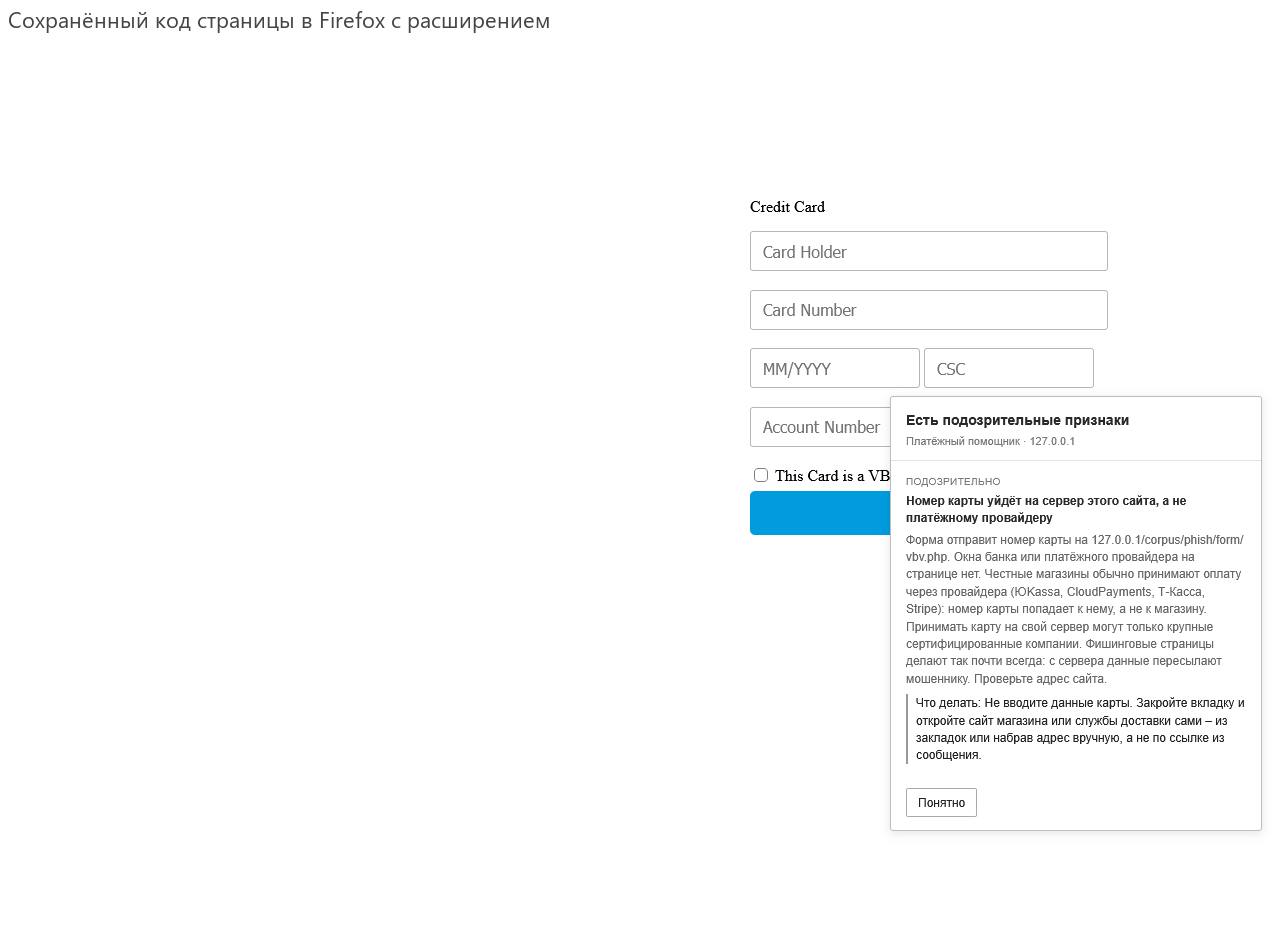 Сохранённый код страницы в Firefox с расширением
Credit Card
Card Holder
Card Number
MM/YYYY CSC
Account Number
This Card is a VB
Есть подозрительные признаки
Платёжный помощник · 127.0.0.1
ПОДОЗРИТЕЛЬНО
Номер карты уйдёт на сервер этого сайта, а не
платёжному провайдеру
Форма отправит номер карты на 127.0.0.1/corpus/phish/form/
vbv.php. Окна банка или платёжного провайдера на
странице нет. Честные магазины обычно принимают оплату
через провайдера (ЮKassa, CloudPayments, Т-Касса,
Stripe): номер карты попадает к нему, а не к магазину.
Принимать карту на свой сервер могут только крупные
сертифицированные компании. Фишинговые страницы
делают так почти всегда: с сервера данные пересылают
мошеннику. Проверьте адрес сайта.
Что делать: Не вводите данные карты. Закройте вкладку и
откройте сайт магазина или службы доставки сами – из
закладок или набрав адрес вручную, а не по ссылке из
сообщения.
Понятно